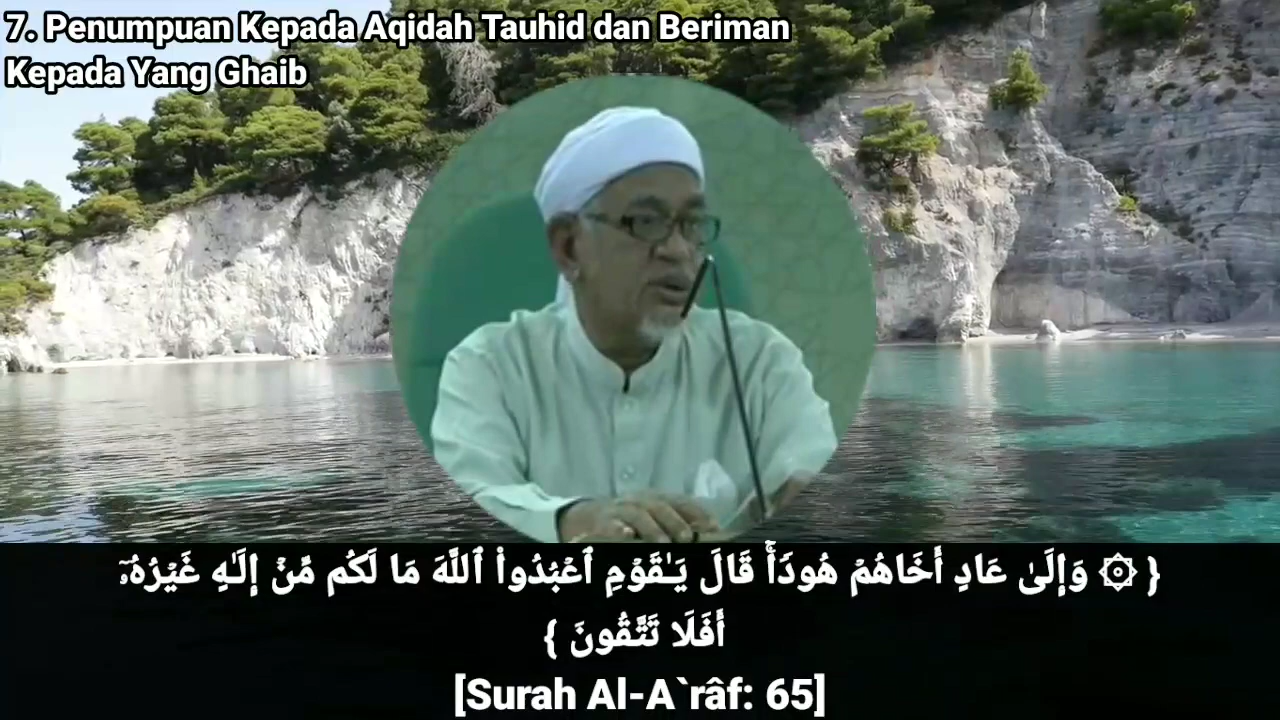 7. Penumpuan Kepada Aqidah Tauhid dan Beriman
Kepada Yang Ghaib
{ ۞ وَإِلَىٰ عَادٍ أَخَاهُمۡ هُودٗاۚ قَالَ يَـٰقَوۡمِ ٱعۡبُدُوا۟ ٱللَّهَ مَا لَكُم مِّنۡ إِلَـٰهٍ غَیۡرُهُۥۤ
أَفَلَا تَتَّقُونَ }
[Surah Al-A`râf: 65]